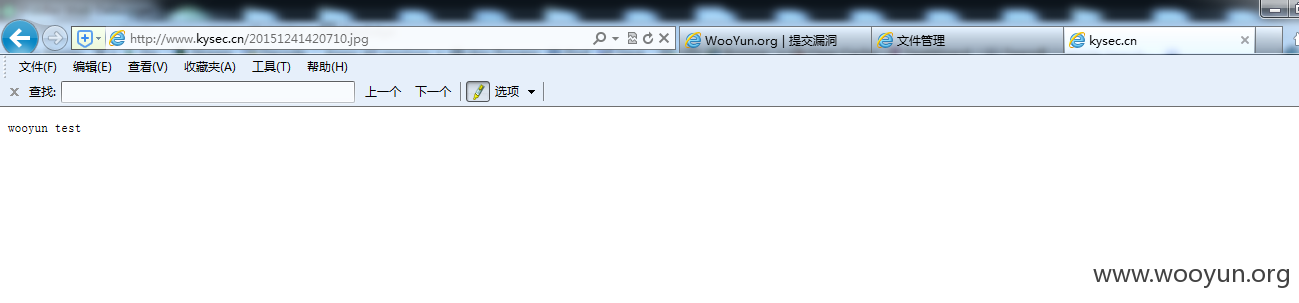 http://www.kysec.cn/20151241420710.jpg
WooYun.org | 提交漏洞
文件管理
kysec.cn
文件(F) 编辑(E) 查看(V) 收藏夹(A) 工具(T) 帮助(H)
查找: 上一个 下一个 选项
wooyun test
www.wooyun.org